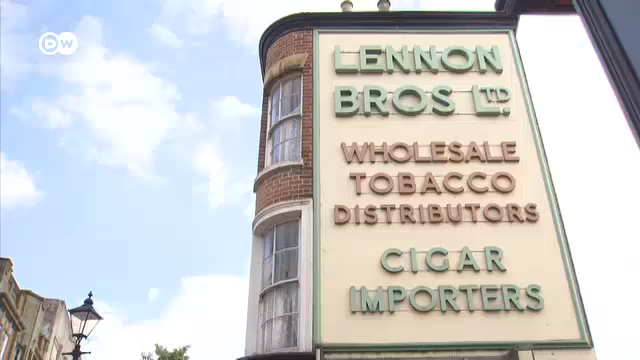 DW
LENNON
BROS LTD.
WHOLESALE
TOBACCO
DISTRIBUTORS
CIGAR
IMPORTERS